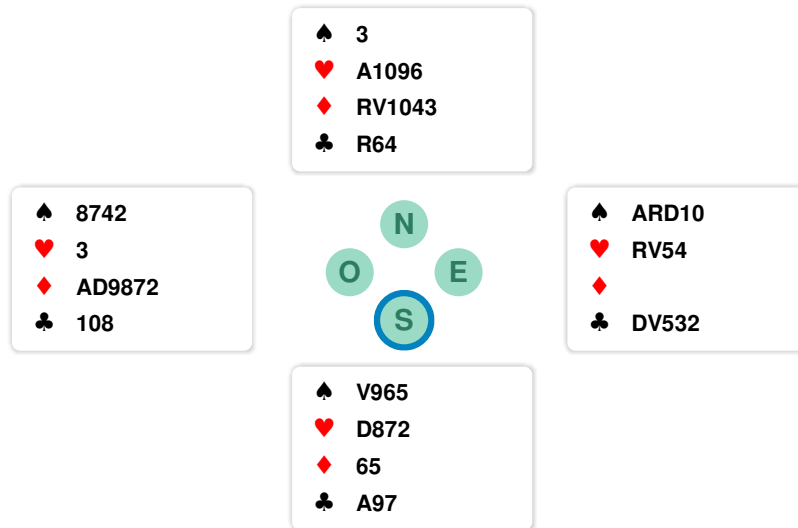 ♠ 3
♥ A1096
♦ RV1043
♣ R64
♠ 8742
♥ 3
♦ AD9872
♣ 108
N
O E
S
♠ ARD10
♥ RV54
♦
♣ DV532
♠ V965
♥ D872
♦ 65
♣ A97